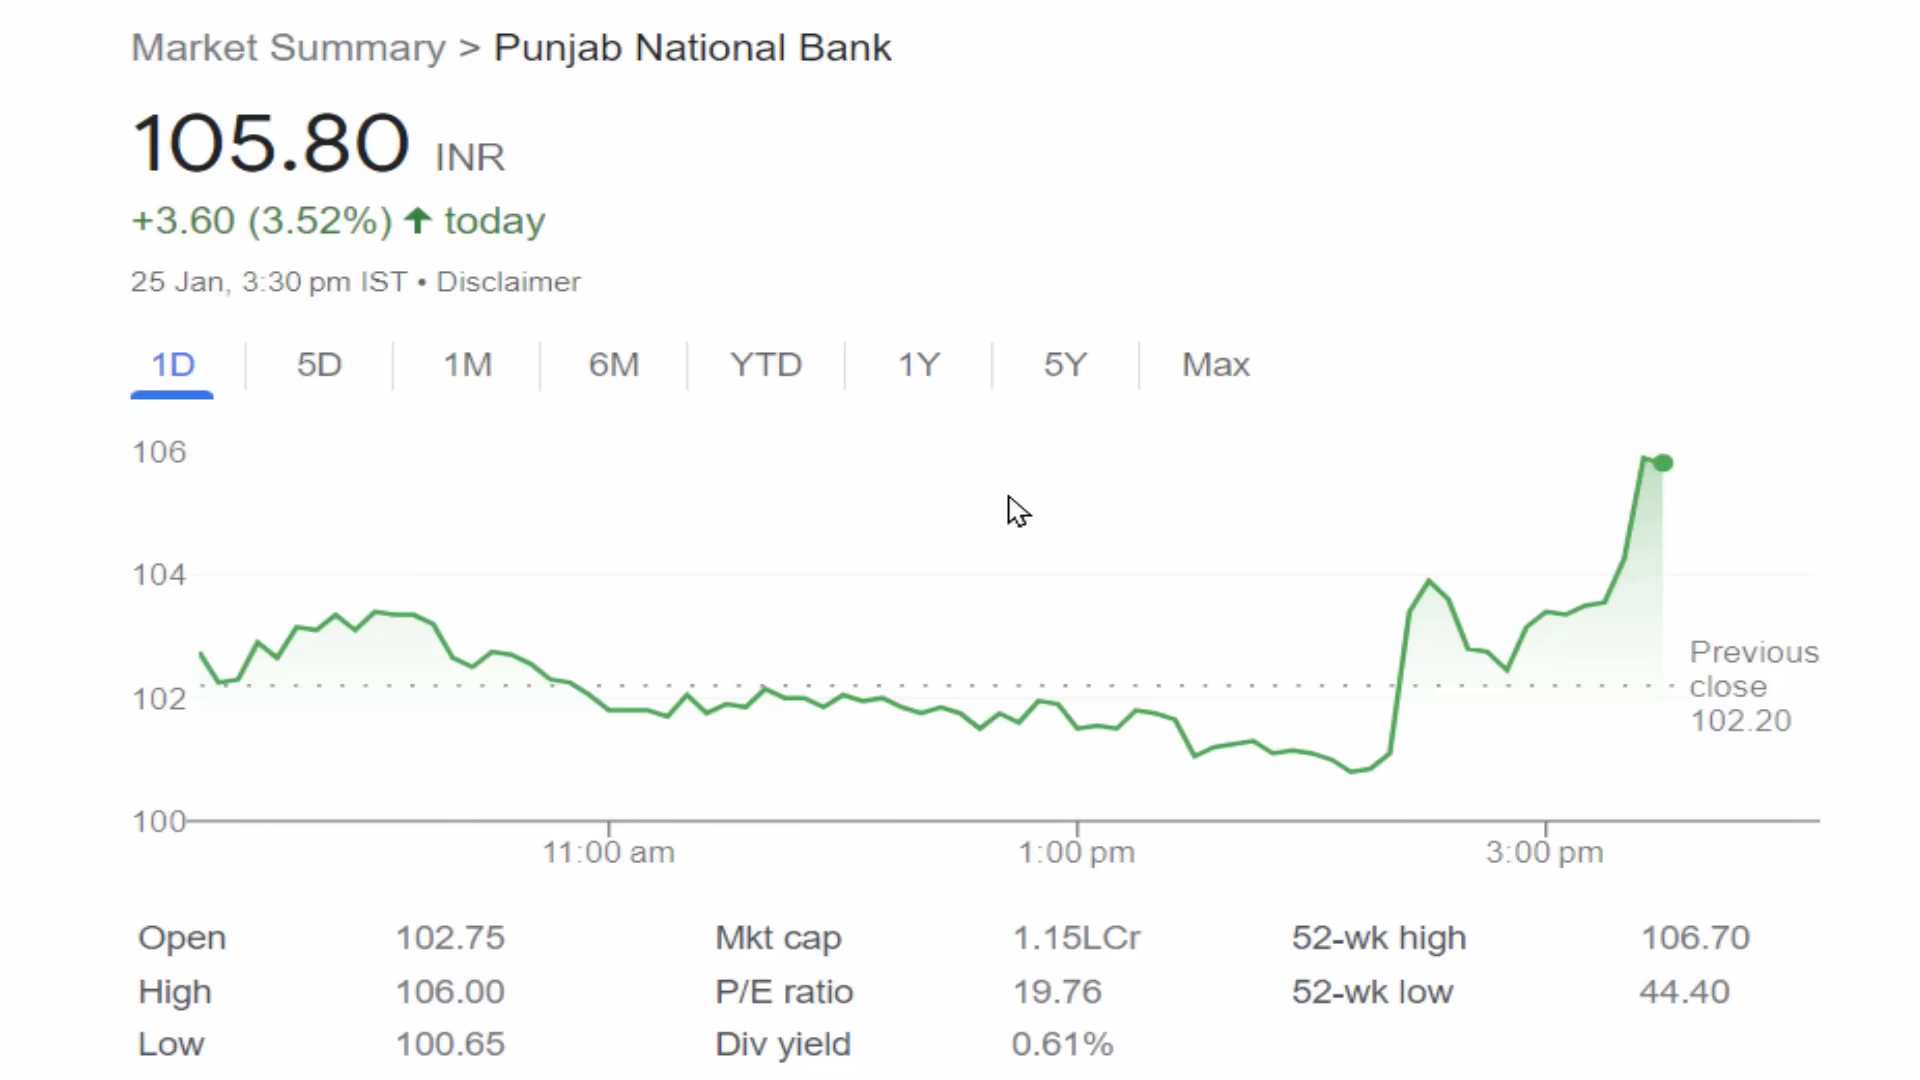 Market Summary > Punjab National Bank
105.80 INR
+3.60 (3.52%) ↑ today
25 Jan, 3:30 pm IST • Disclaimer
1D 5D 1M 6M YTD 1Y 5Y Max
106
104
102
100
Previous
close
102.20
11:00 am 1:00 pm 3:00 pm
Open 102.75 Mkt cap 1.15LCr 52-wk high 106.70
High 106.00 P/E ratio 19.76 52-wk low 44.40
Low 100.65 Div yield 0.61%